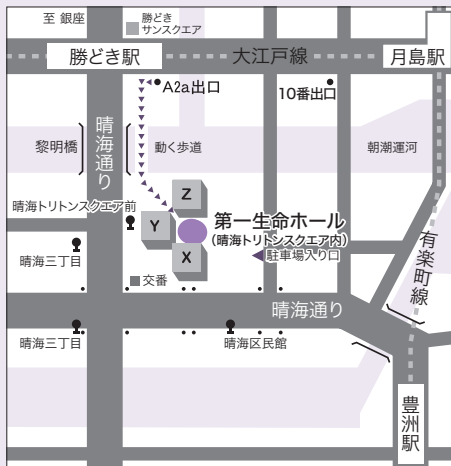 至 銀座
勝どき
サンスクエア
勝どき駅
大江戸線
月島駅
A2a出口
10番出口
晴海通り
黎明橋
動く歩道
朝潮運河
晴海トリトンスクエア前
Z
Y
X
第一生命ホール
(晴海トリトンスクエア内)
駐車場入り口
有楽町線
晴海三丁目
交番
晴海通り
晴海三丁目
晴海区民館
豊洲駅